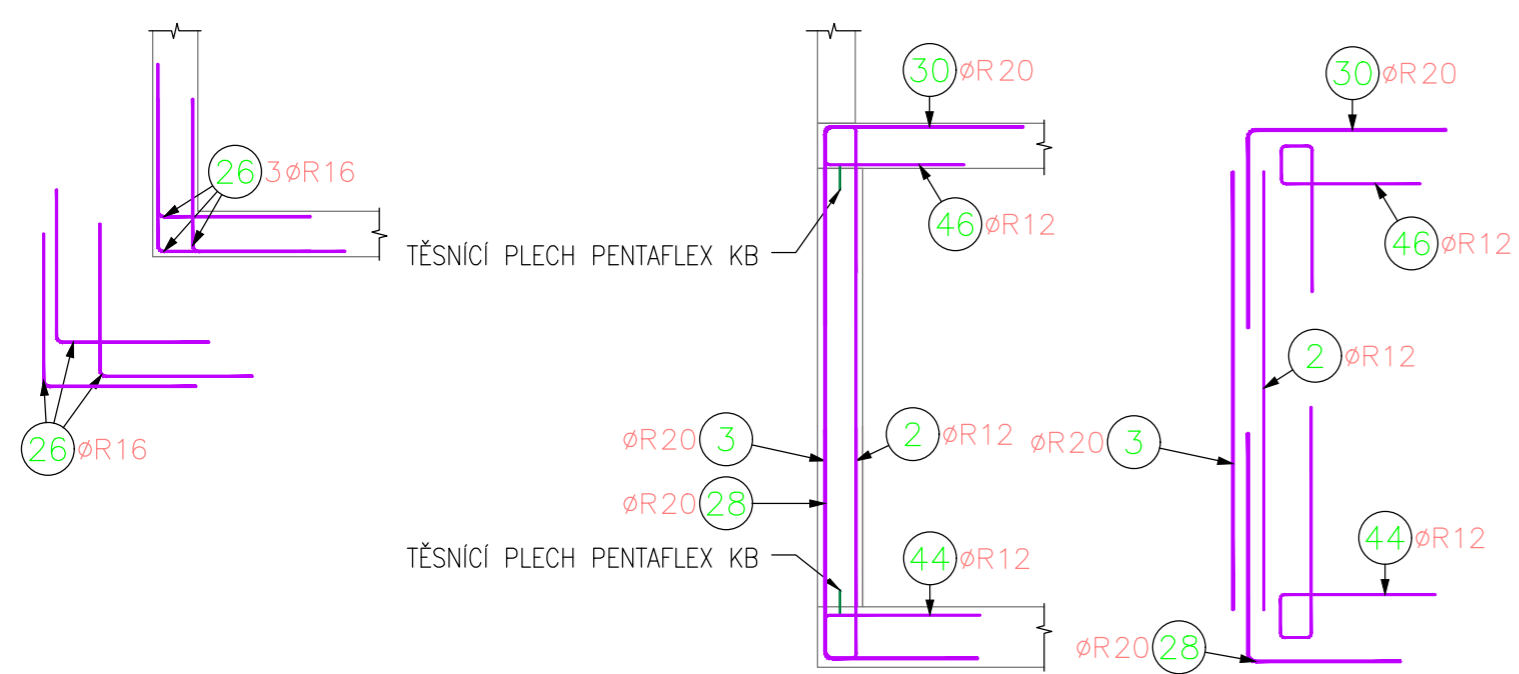 26 3øR16
26 øR16
30 øR20
TĚSNÍCÍ PLECH PENTAFLEX KB
46 øR12
øR20 3
2 øR12
øR20 28
TĚSNÍCÍ PLECH PENTAFLEX KB
44 øR12
30 øR20
46 øR12
2 øR12
øR20 3
44 øR12
øR20 28